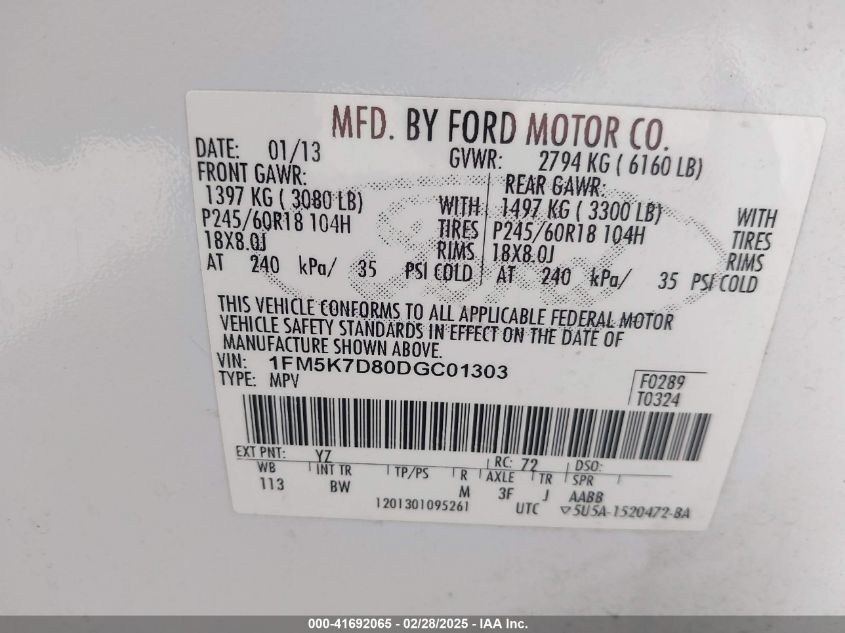 MFD. BY FORD MOTOR CO.
DATE: 01/13 GVWR: 2794 KG ( 6160 LB)
FRONT GAWR: REAR GAWR:
1397 KG ( 3080 LB) WITH 1497 KG ( 3300 LB) WITH
P245/60R18 104H TIRES P245/60R18 104H TIRES
18X8.0J RIMS 18X8.0J RIMS
AT 240 kPa/ 35 PSI COLD AT 240 kPa/ 35 PSI COLD
THIS VEHICLE CONFORMS TO ALL APPLICABLE FEDERAL MOTOR
VEHICLE SAFETY STANDARDS IN EFFECT ON THE DATE OF
MANUFACTURE SHOWN ABOVE.
VIN: 1FM5K7D80DGC01303
TYPE: MPV
F0289
T0324
EXT PNT: YZ RC: 72 DSO:
WB INT TR TP/PS R AXLE TR SPR
113 BW M 3F J AABB
1201301095261 UTC ▽5U5A-1520472-BA
000-41692065 - 02/28/2025 - IAA Inc.